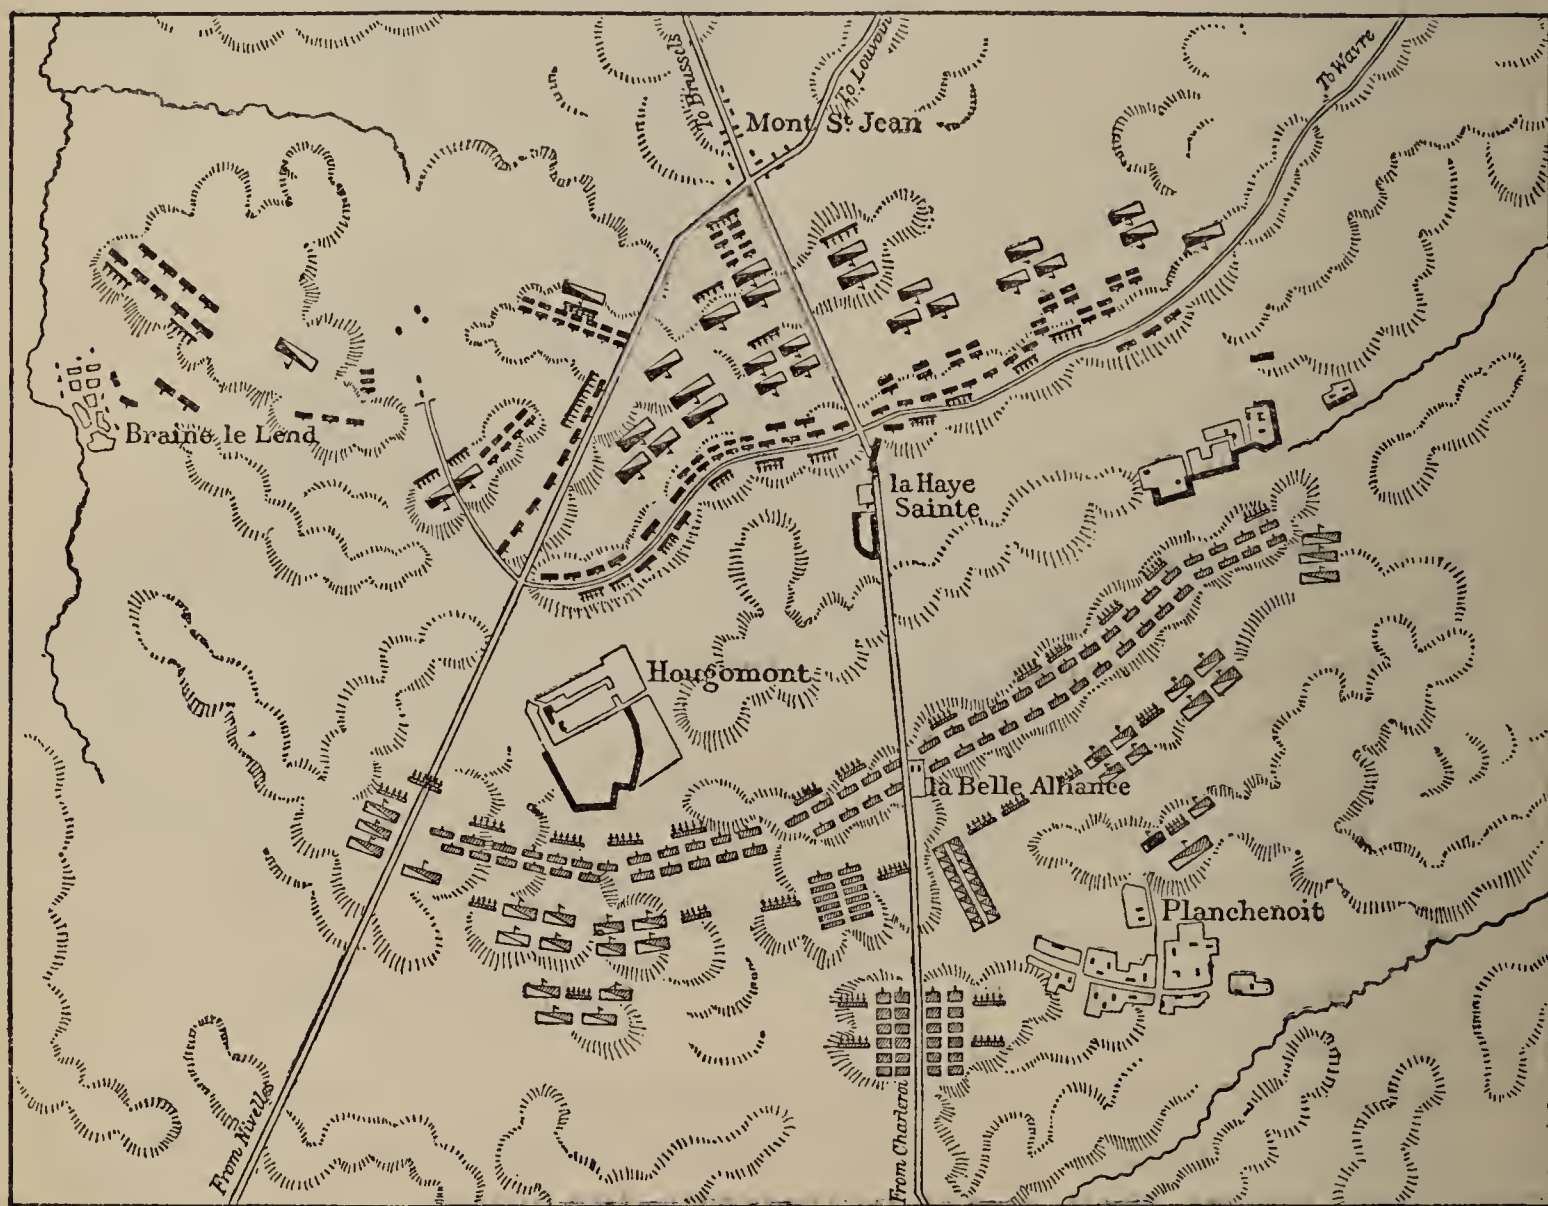 To Brussels
To Louvain
To Wavre
Mont St. Jean
Braine le Lend
la Haye
Sainte
Hougomont
la Belle Alliance
Planchenoit
From Nivelles
From Charleroi